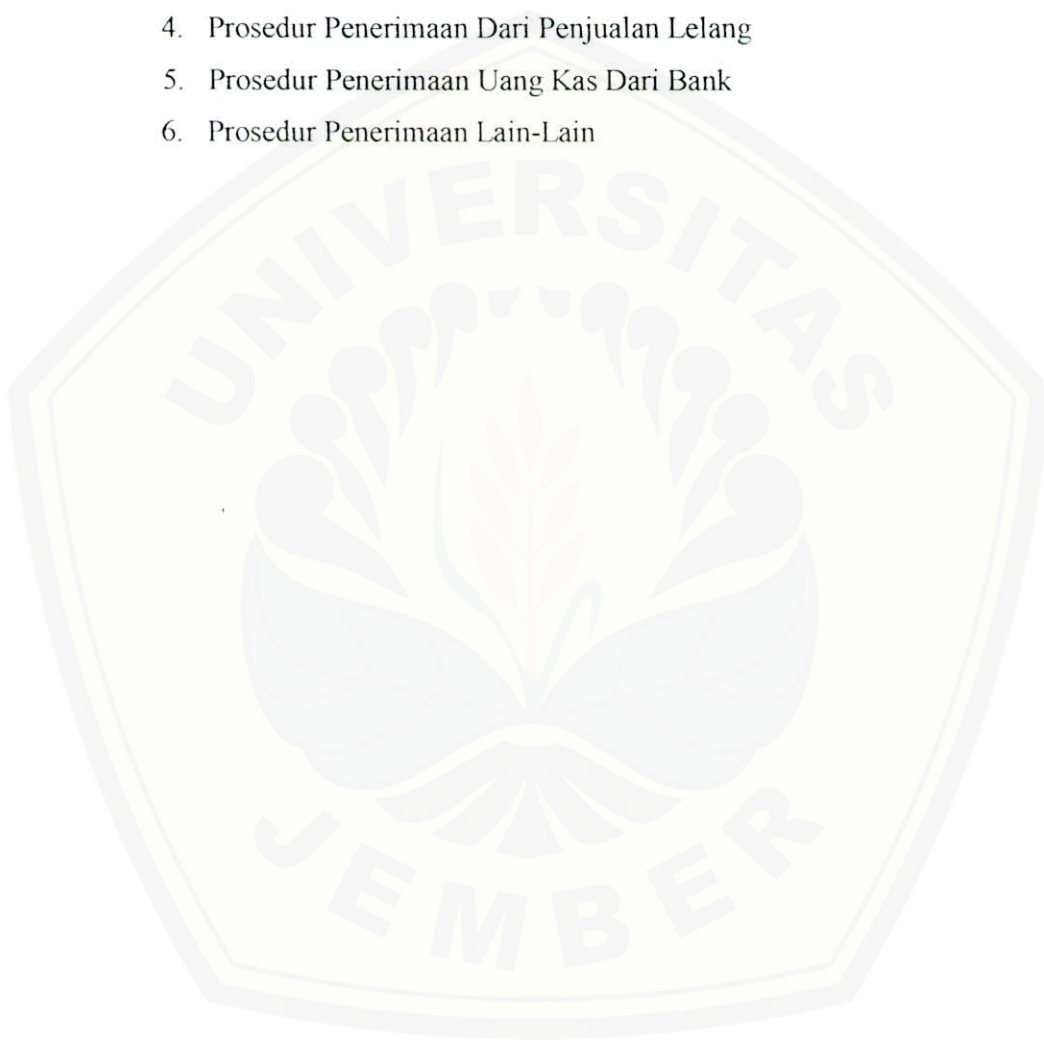 4. Prosedur Penerimaan Dari Penjualan Lelang
5. Prosedur Penerimaan Uang Kas Dari Bank
6. Prosedur Penerimaan Lain-Lain
UNIVERSITAS
JEMBER